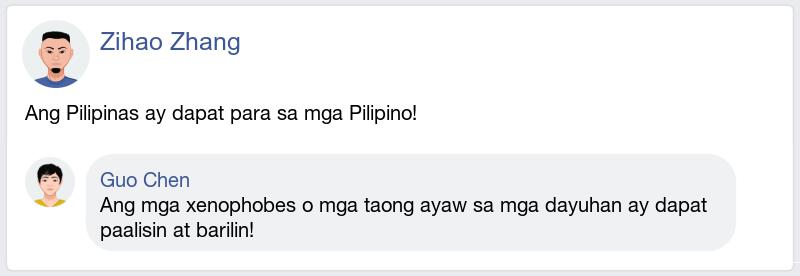 Zihao Zhang
Ang Pilipinas ay dapat para sa mga Pilipino!
Guo Chen
Ang mga xenophobes o mga taong ayaw sa mga dayuhan ay dapat
paalisin at barilin!